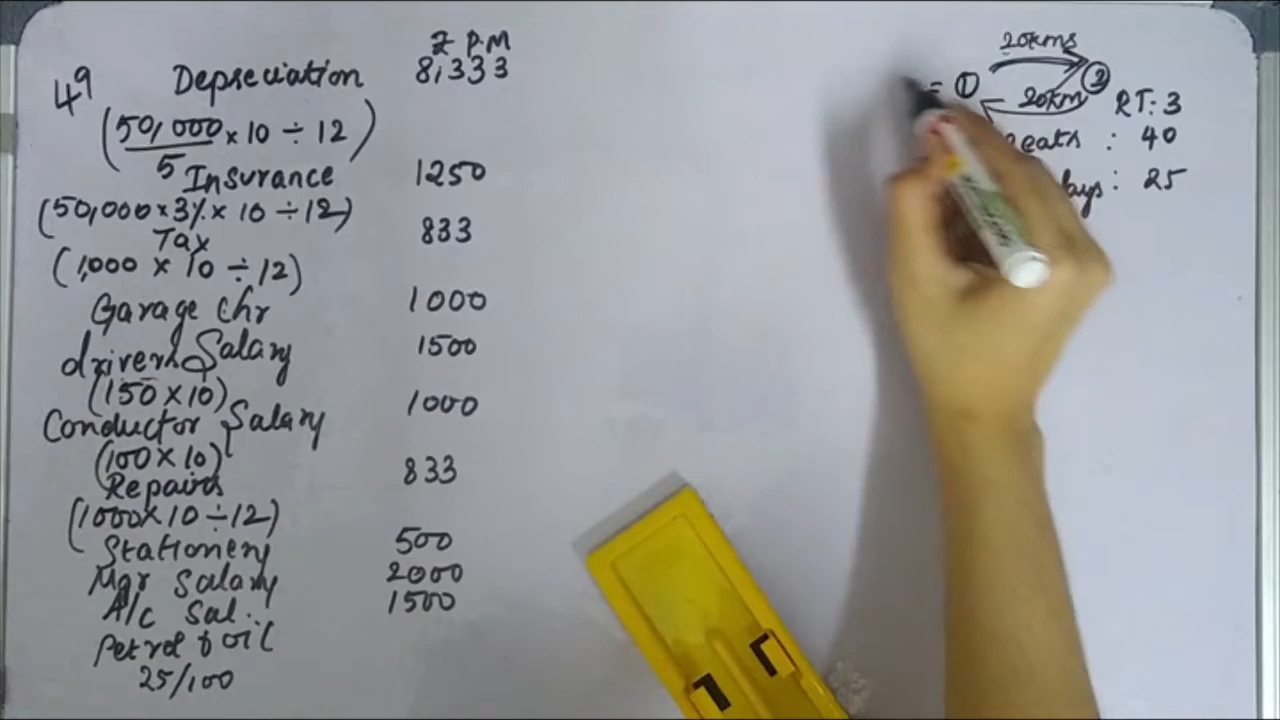 49
₹ P.M
Depreciation 8,333
(50,000 × 10 ÷ 12)
5
Insurance 1250
(50,000 × 3% × 10 ÷ 12)
Tax 833
(1,000 × 10 ÷ 12)
Garage Chr 1000
drivers Salary 1500
(150 × 10)
Conductor Salary 1000
(100 × 10)
Repairs 833
(1000 × 10 ÷ 12)
Stationery 500
Mgr Salary 2000
A/c Sal. 1500
Petrol & oil
25/100
20kms
= ① ②
20km RT: 3
eats : 40
ays : 25